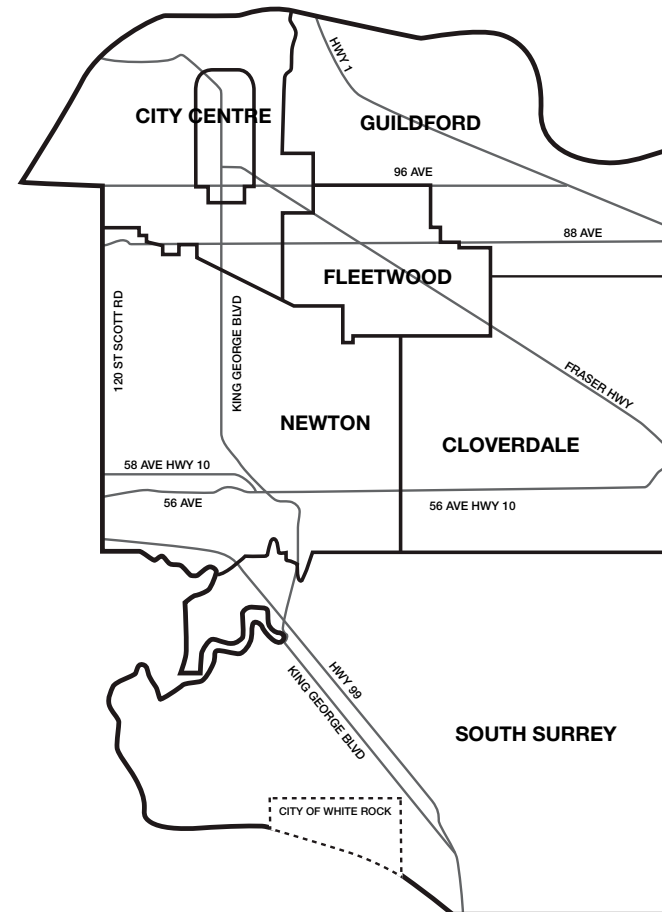 HWY 1
CITY CENTRE
GUILDFORD
96 AVE
88 AVE
FLEETWOOD
120 ST SCOTT RD
KING GEORGE BLVD
FRASER HWY
NEWTON
CLOVERDALE
58 AVE HWY 10
56 AVE
56 AVE HWY 10
HWY 99
KING GEORGE BLVD
SOUTH SURREY
CITY OF WHITE ROCK